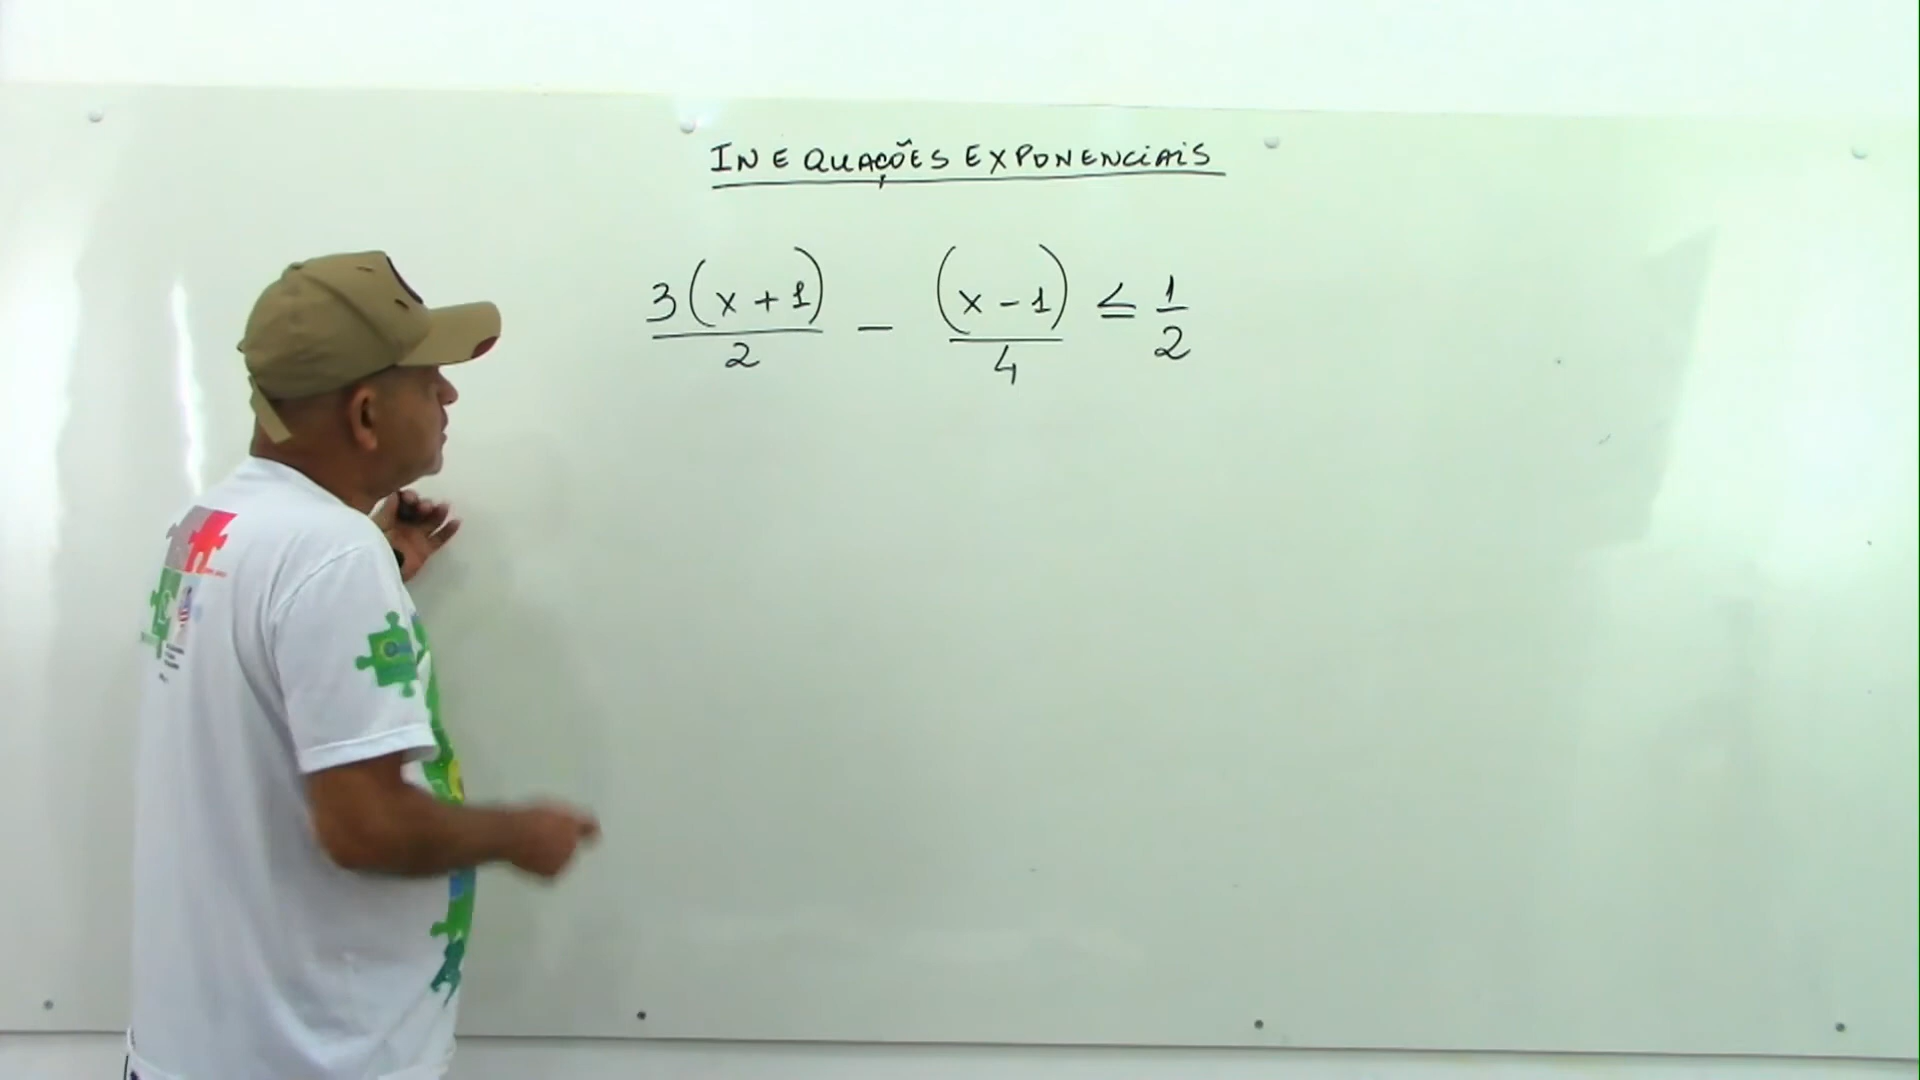 INEQUAÇÕES EXPONENCIAIS
3(x+1)/2 - (x-1)/4 ≤ 1/2